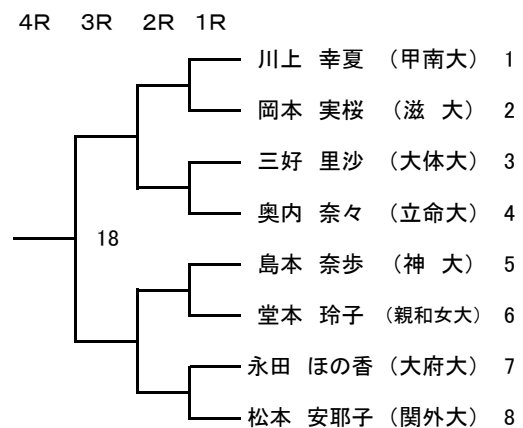 4R 3R 2R 1R
川上 幸夏 (甲南大) 1
岡本 実桜 (滋 大) 2
三好 里沙 (大体大) 3
奥内 奈々 (立命大) 4
18
島本 奈歩 (神 大) 5
堂本 玲子 (親和女大) 6
永田 ほの香 (大府大) 7
松本 安耶子 (関外大) 8